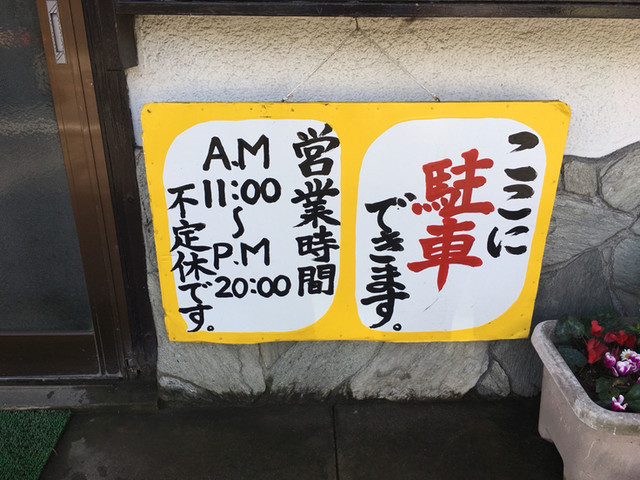 ここに
駐車
できます。
営業時間
A.M
11:00
〜
P.M
20:00
不定休です。